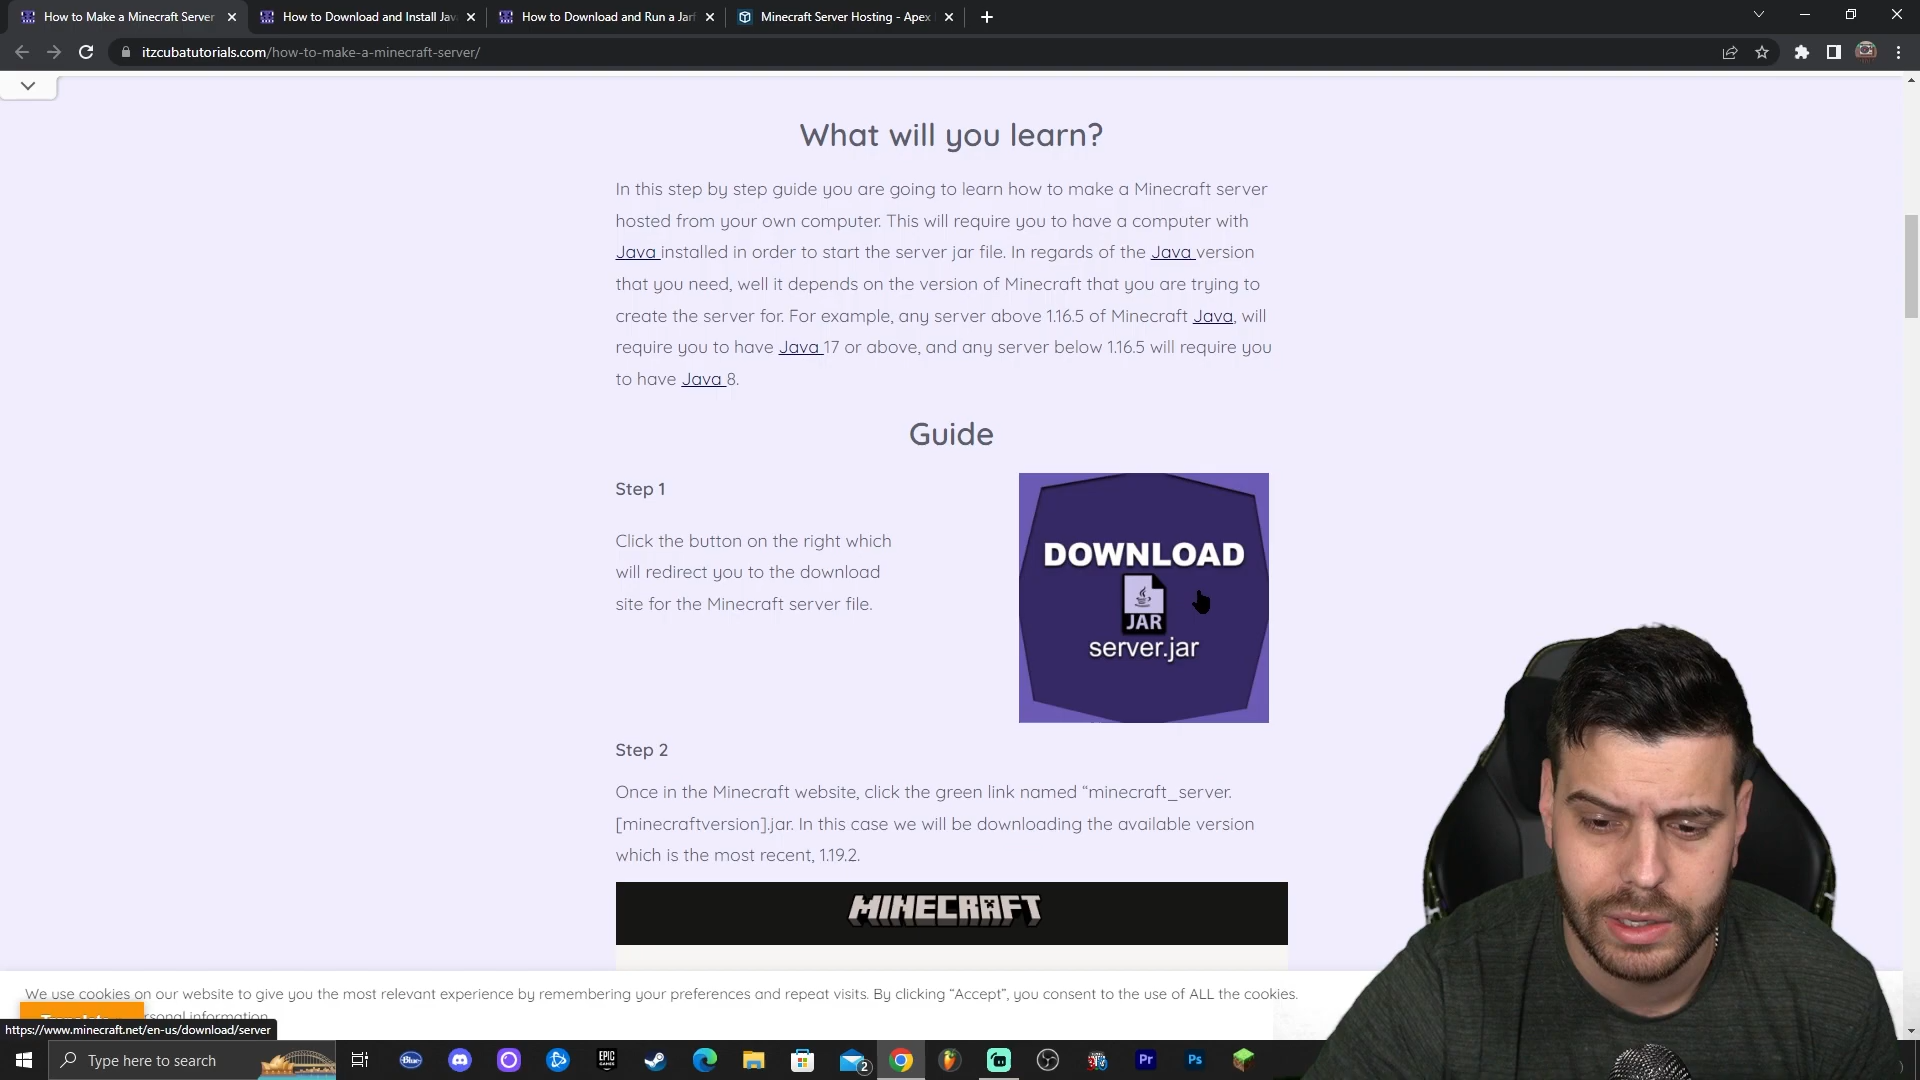 How to Make a Minecraft Server
How to Download and Install Jav
How to Download and Run a Jarf
Minecraft Server Hosting - Apex
itzcubatutorials.com/how-to-make-a-minecraft-server/
What will you learn?
In this step by step guide you are going to learn how to make a Minecraft server
hosted from your own computer. This will require you to have a computer with
Java installed in order to start the server jar file. In regards of the Java version
that you need, well it depends on the version of Minecraft that you are trying to
create the server for. For example, any server above 1.16.5 of Minecraft Java, will
require you to have Java 17 or above, and any server below 1.16.5 will require you
to have Java 8.
Guide
Step 1
Click the button on the right which
will redirect you to the download
site for the Minecraft server file.
DOWNLOAD
JAR
server.jar
Step 2
Once in the Minecraft website, click the green link named “minecraft_server.
[minecraftversion].jar. In this case we will be downloading the available version
which is the most recent, 1.19.2.
MINECRAFT
We use cookies on our website to give you the most relevant experience by remembering your preferences and repeat visits. By clicking “Accept”, you consent to the use of ALL the cookies.
personal information
https://www.minecraft.net/en-us/download/server
Type here to search
Blue
EPIC
GAMES
2
Pr
Ps